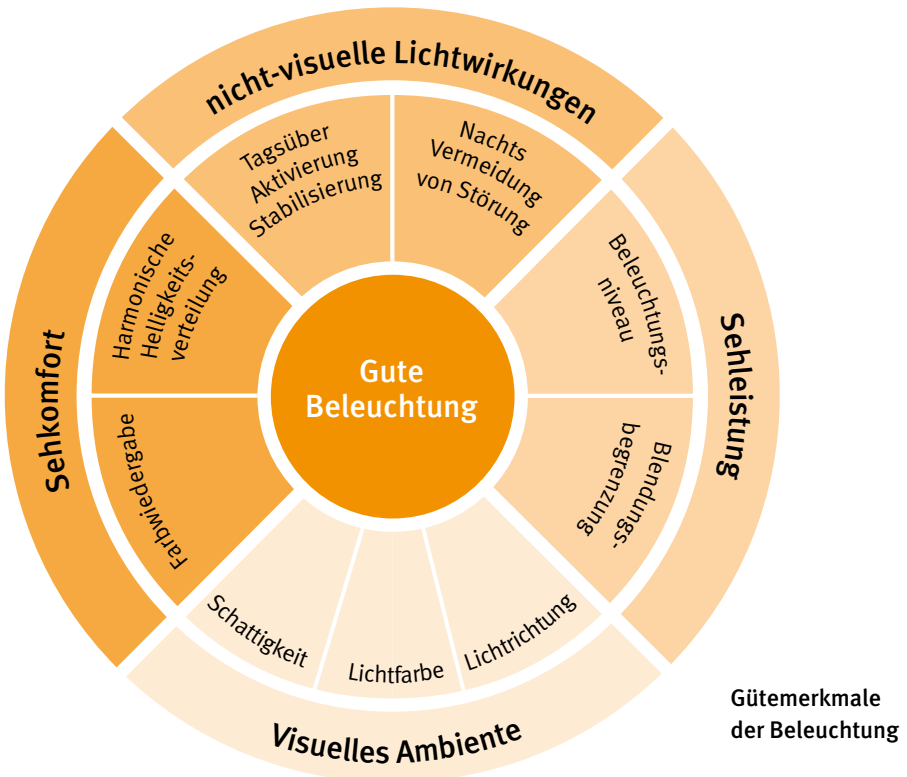 nicht-visuelle Lichtwirkungen
Tagsüber
Aktivierung
Stabilisierung
Nachts
Vermeidung
von Störung
Sehleistung
Beleuchtungs-
niveau
Blendungs-
begrenzung
Visuelles Ambiente
Lichtrichtung
Lichtfarbe
Schattigkeit
Sehkomfort
Farbwiedergabe
Harmonische
Helligkeits-
verteilung
Gute
Beleuchtung
Gütemerkmale
der Beleuchtung